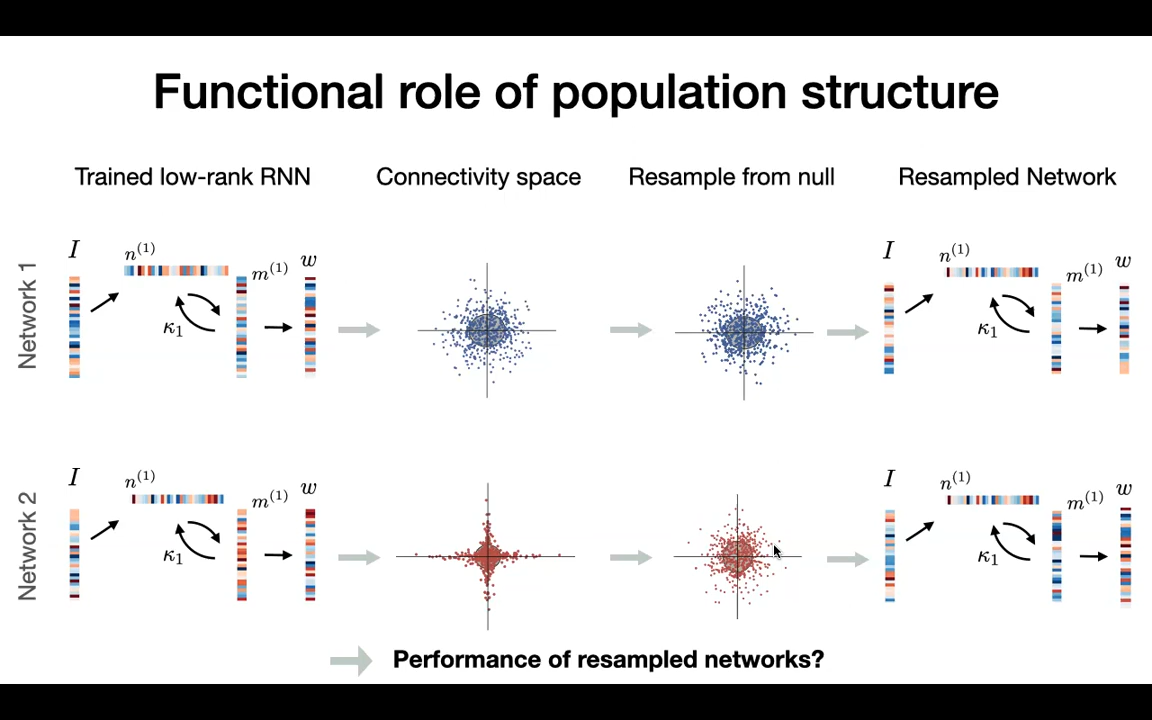 Functional role of population structure
Trained low-rank RNN
Connectivity space
Resample from null
Resampled Network
Network 1
I
n⁽¹⁾
κ₁
m⁽¹⁾
w
I
n⁽¹⁾
κ₁
m⁽¹⁾
w
Network 2
I
n⁽¹⁾
κ₁
m⁽¹⁾
w
I
n⁽¹⁾
κ₁
m⁽¹⁾
w
Performance of resampled networks?